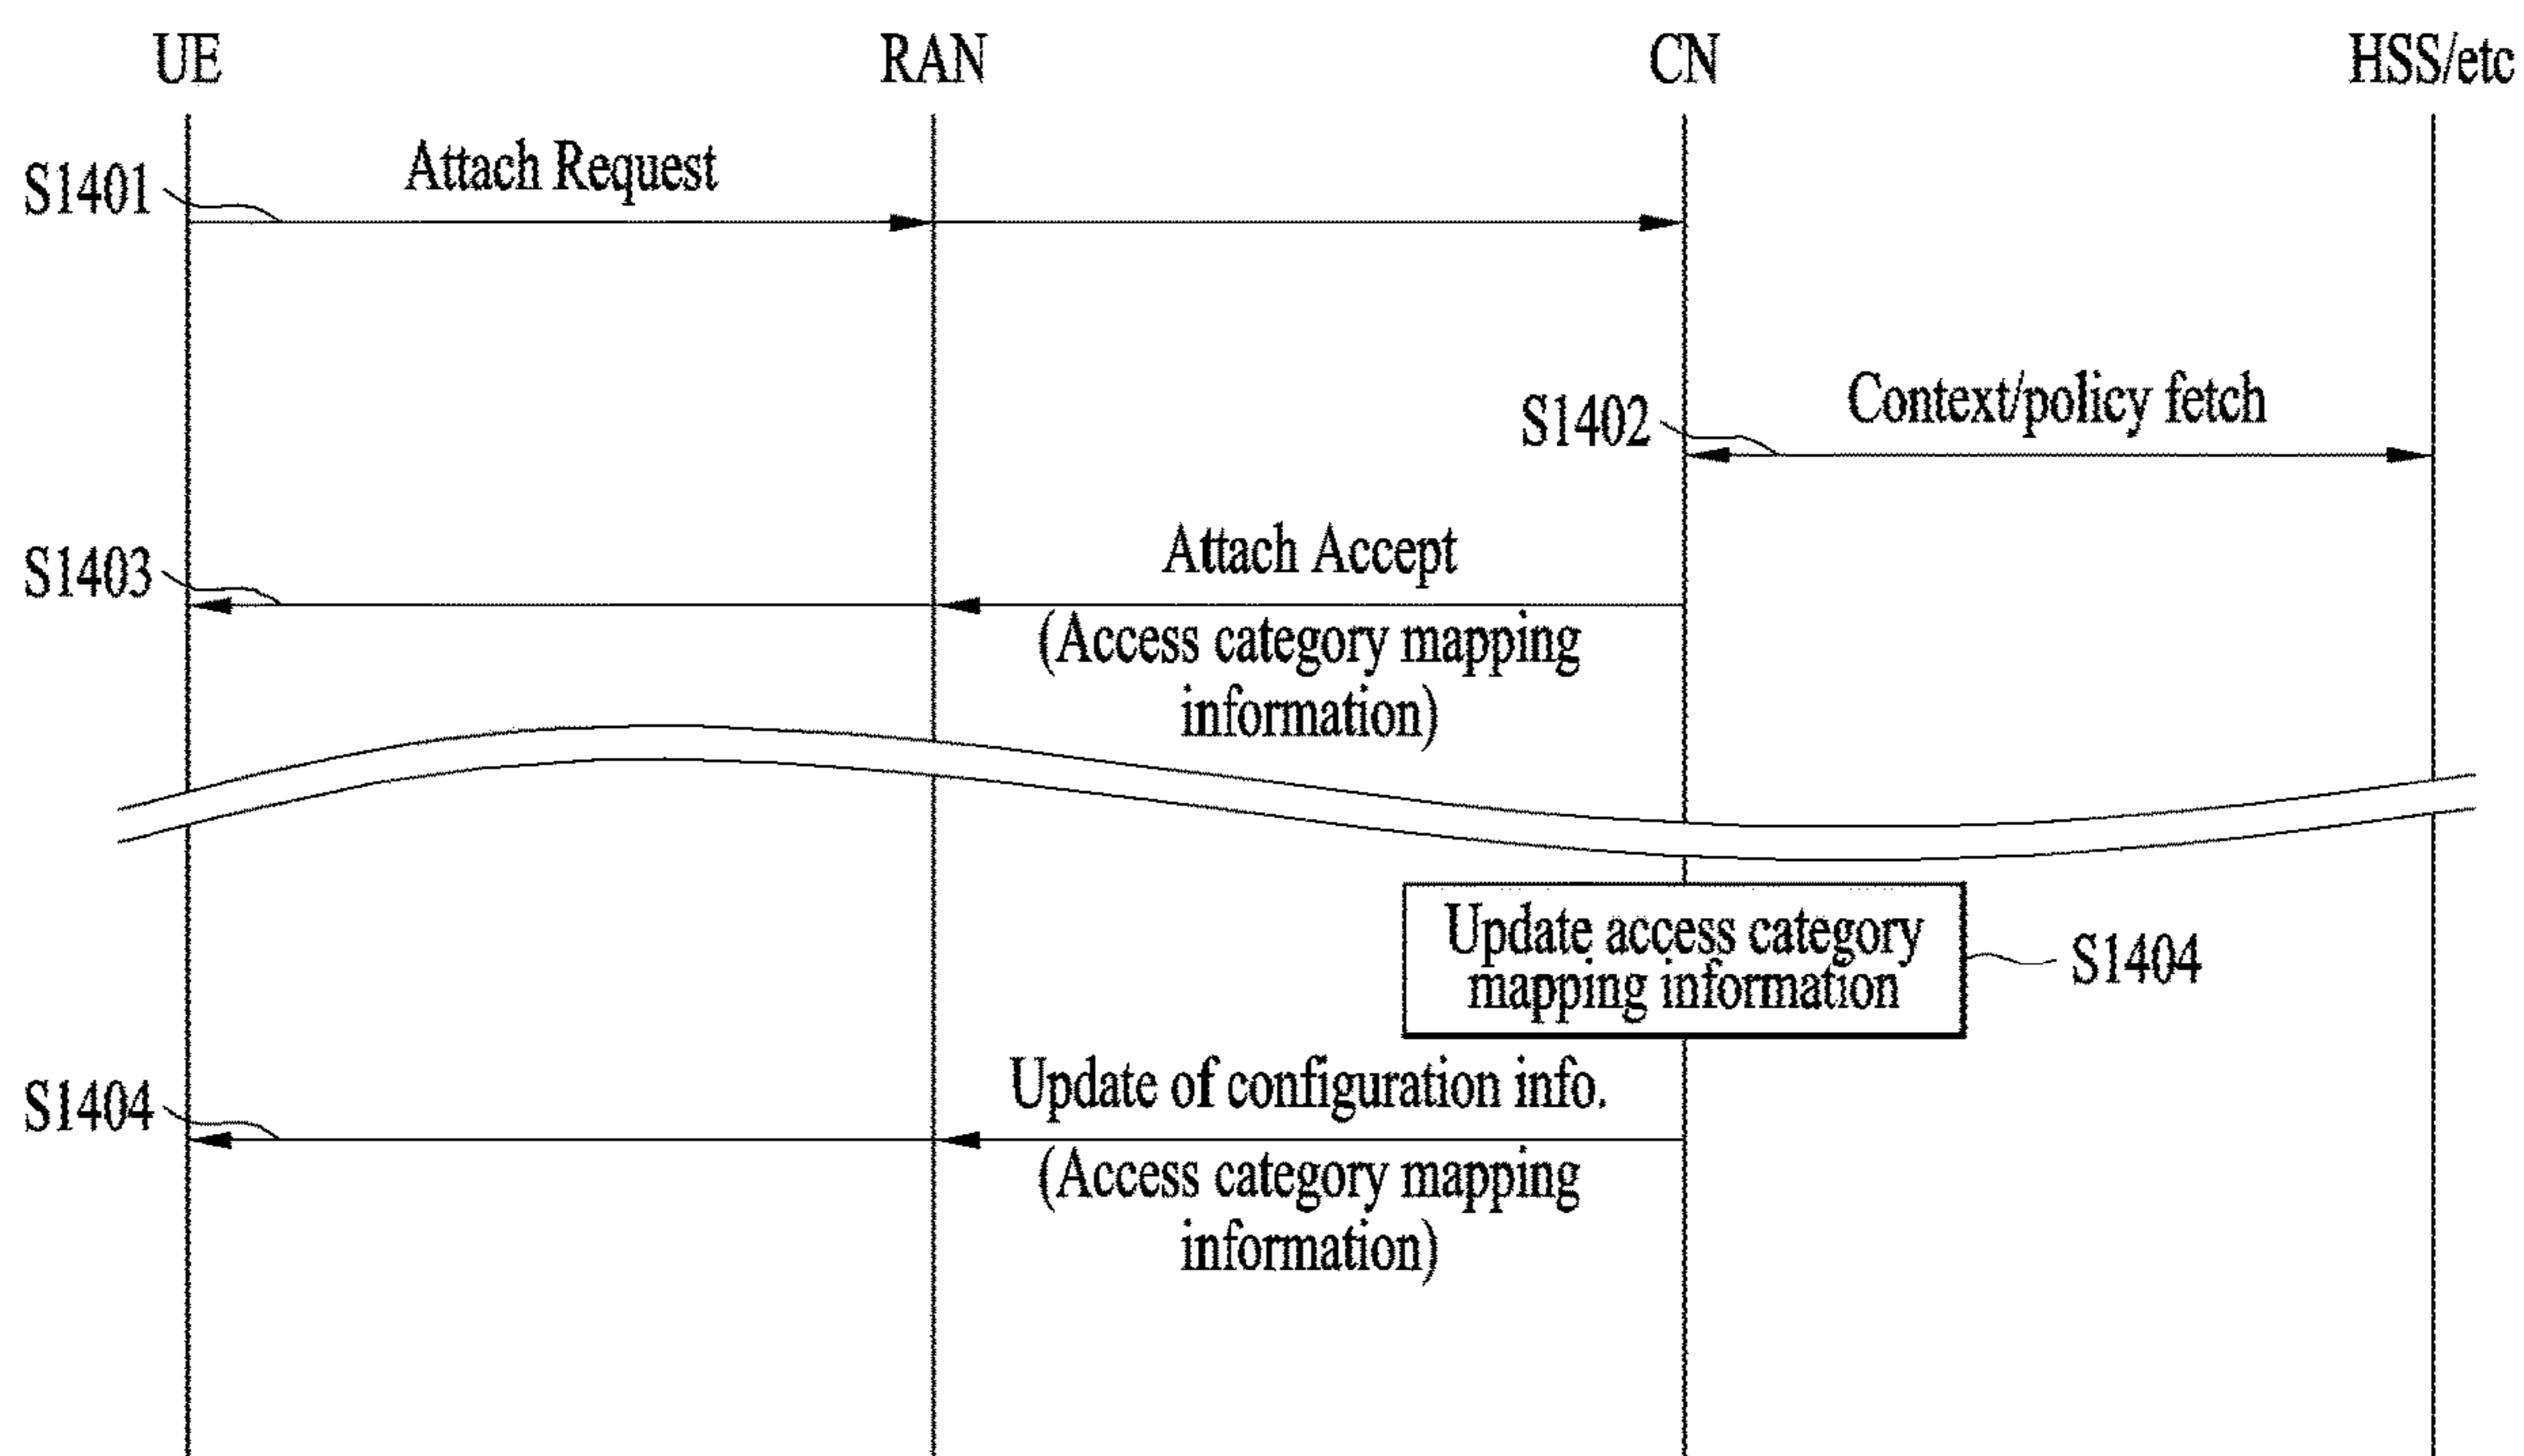 UE
RAN
CN
HSS/etc
S1401
Attach Request
S1402
Context/policy fetch
S1403
Attach Accept
(Access category mapping
information)
Update access category
mapping information
S1404
S1404
Update of configuration info.
(Access category mapping
information)